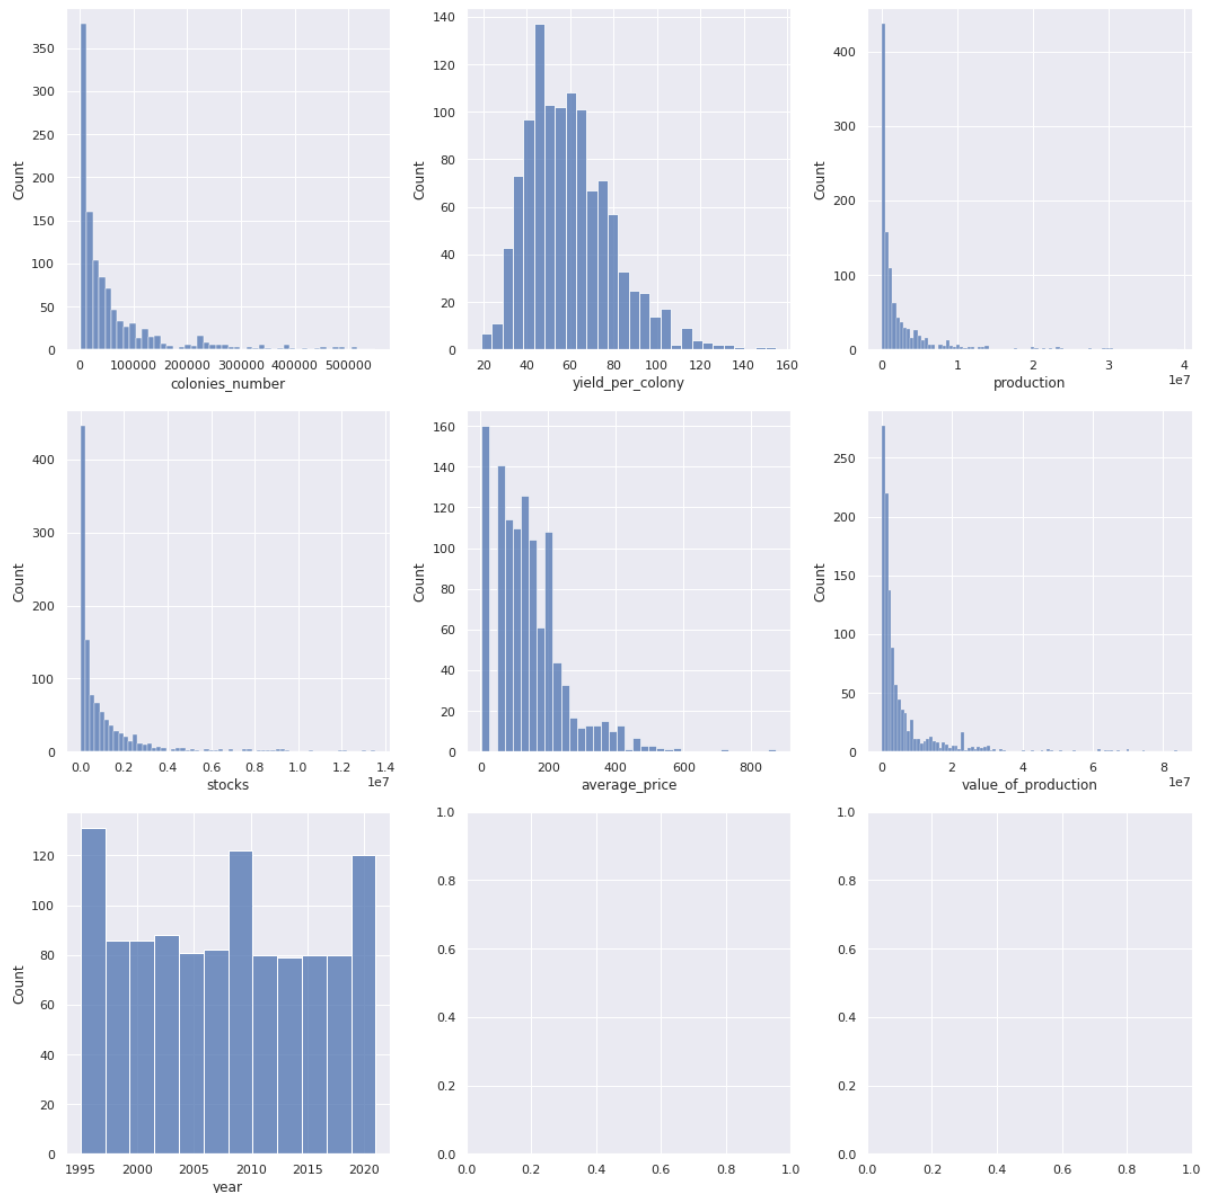 Count
350
300
250
200
150
100
50
0
0 100000 200000 300000 400000 500000
colonies_number
Count
140
120
100
80
60
40
20
0
20 40 60 80 100 120 140 160
yield_per_colony
Count
400
300
200
100
0
0 1 2 3 4
production
1e7
Count
400
300
200
100
0
0.0 0.2 0.4 0.6 0.8 1.0 1.2 1.4
stocks
1e7
Count
160
140
120
100
80
60
40
20
0
0 200 400 600 800
average_price
Count
250
200
150
100
50
0
0 2 4 6 8
value_of_production
1e7
Count
120
100
80
60
40
20
0
1995 2000 2005 2010 2015 2020
year
1.0
0.8
0.6
0.4
0.2
0.0
0.0 0.2 0.4 0.6 0.8 1.0
1.0
0.8
0.6
0.4
0.2
0.0
0.0 0.2 0.4 0.6 0.8 1.0